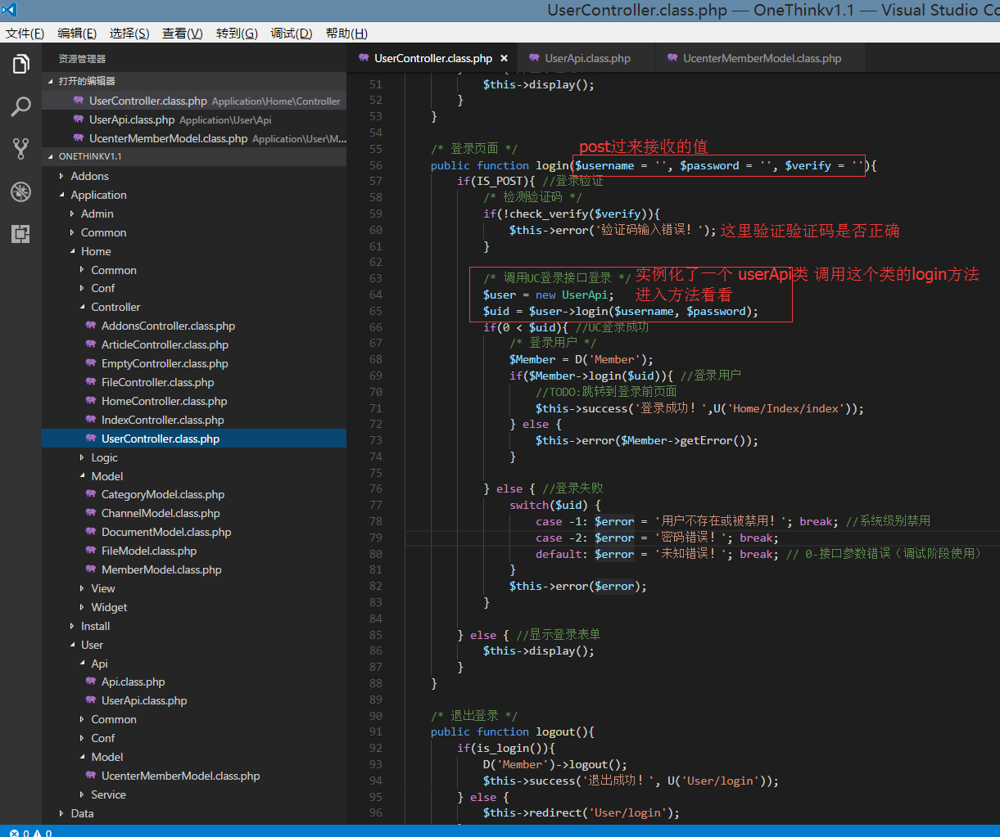 UserController.class.php — OneThinkv1.1 — Visual Studio Co
文件(F) 编辑(E) 选择(S) 查看(V) 转到(G) 调试(D) 帮助(H)
资源管理器
打开的编辑器
UserController.class.php Application\Home\Controller
UserApi.class.php Application\User\Api
UcenterMemberModel.class.php Application\User\M...
ONETHINKV1.1
Addons
Application
Admin
Common
Home
Common
Conf
Controller
AddonsController.class.php
ArticleController.class.php
EmptyController.class.php
FileController.class.php
HomeController.class.php
IndexController.class.php
UserController.class.php
Logic
Model
CategoryModel.class.php
ChannelModel.class.php
DocumentModel.class.php
FileModel.class.php
MemberModel.class.php
View
Widget
Install
User
Api
Api.class.php
UserApi.class.php
Common
Conf
Model
UcenterMemberModel.class.php
Service
Data
0 0
UserController.class.php × UserApi.class.php UcenterMemberModel.class.php
51 $this->display();
52 }
53 }
54
55 /* 登录页面 */ post过来接收的值
56 public function login($username = '', $password = '', $verify = ''){
57 if(IS_POST){ //登录验证
58 /* 检测验证码 */
59 if(!check_verify($verify)){
60 $this->error('验证码输入错误！'); 这里验证验证码是否正确
61 }
62
63 /* 调用UC登录接口登录 */ 实例化了一个 userApi类 调用这个类的login方法
64 $user = new UserApi; 进入方法看看
65 $uid = $user->login($username, $password);
66 if(0 < $uid){ //UC登录成功
67 /* 登录用户 */
68 $Member = D('Member');
69 if($Member->login($uid)){ //登录用户
70 //TODO:跳转到登录前页面
71 $this->success('登录成功！',U('Home/Index/index'));
72 } else {
73 $this->error($Member->getError());
74 }
75
76 } else { //登录失败
77 switch($uid) {
78 case -1: $error = '用户不存在或被禁用！'; break; //系统级别禁用
79 case -2: $error = '密码错误！'; break;
80 default: $error = '未知错误！'; break; // 0-接口参数错误（调试阶段使用）
81 }
82 $this->error($error);
83 }
84
85 } else { //显示登录表单
86 $this->display();
87 }
88 }
89
90 /* 退出登录 */
91 public function logout(){
92 if(is_login()){
93 D('Member')->logout();
94 $this->success('退出成功！', U('User/login'));
95 } else {
96 $this->redirect('User/login');